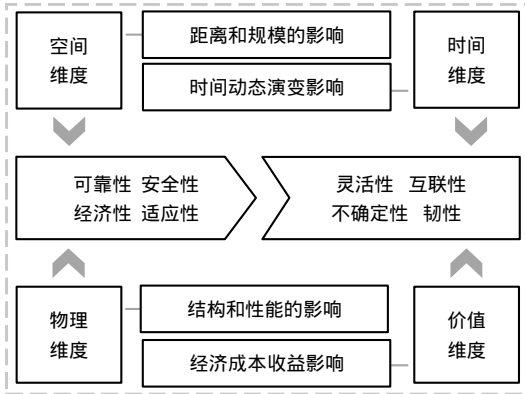 空间
维度
距离和规模的影响
时间动态演变影响
时间
维度
可靠性 安全性
经济性 适应性
灵活性 互联性
不确定性 韧性
物理
维度
结构和性能的影响
经济成本收益影响
价值
维度